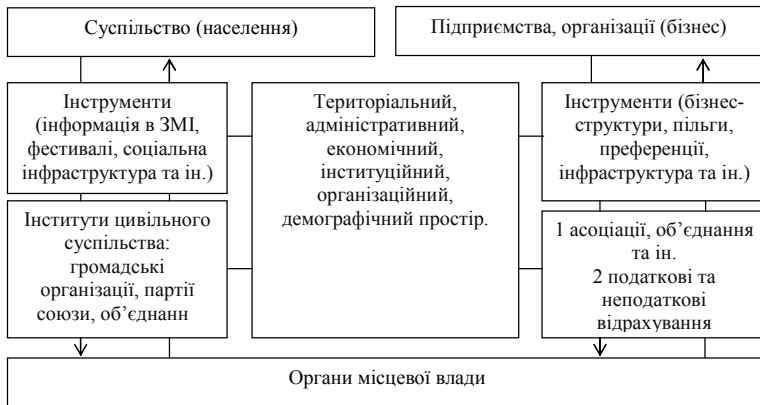 Суспільство (населення)
Підприємства, організації (бізнес)
Інструменти
(інформація в ЗМІ,
фестивалі, соціальна
інфраструктура та ін.)
Територіальний,
адміністративний,
економічний,
інституційний,
організаційний,
демографічний простір.
Інструменти (бізнес-
структури, пільги,
преференції,
інфраструктура та ін.)
Інститути цивільного
суспільства:
громадські
організації, партії
союзи, об’єднанн
1 асоціації, об’єднання
та ін.
2 податкові та
неподаткові
відрахування
Органи місцевої влади